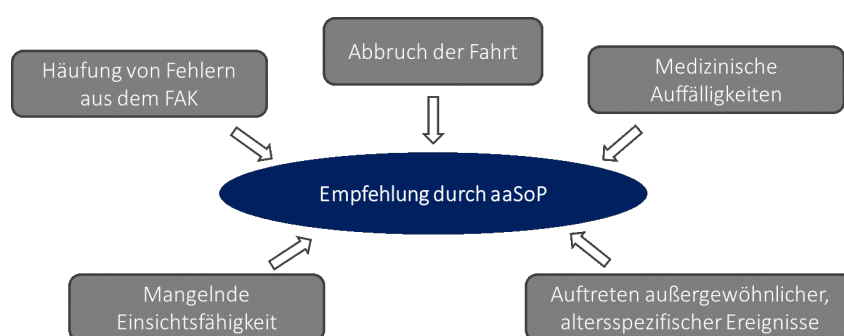 Abbruch der Fahrt
Häufung von Fehlern
aus dem FAK
Medizinische
Auffälligkeiten
Empfehlung durch aaSoP
Mangelnde
Einsichtsfähigkeit
Auftreten außergewöhnlicher,
altersspezifischer Ereignisse